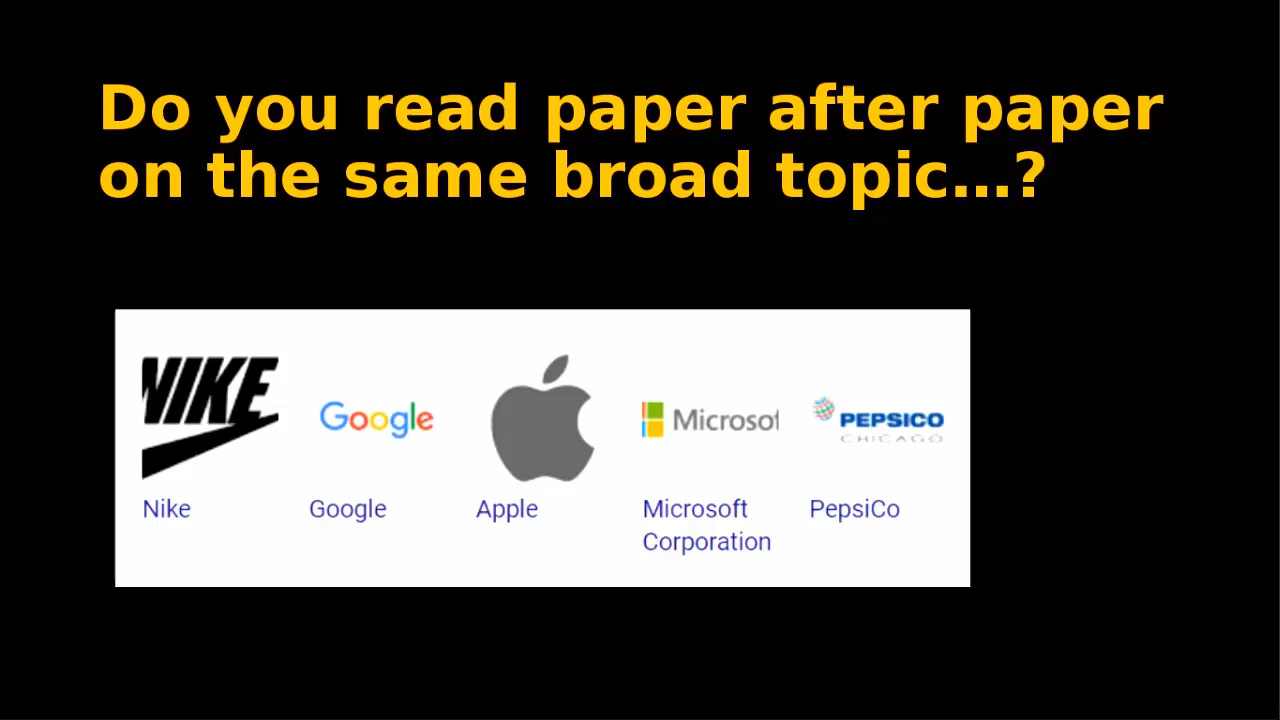 Do you read paper after paper
on the same broad topic...?
NIKE Google Microsof PEPSICO
CHICAGO
Nike Google Apple Microsoft PepsiCo
Corporation